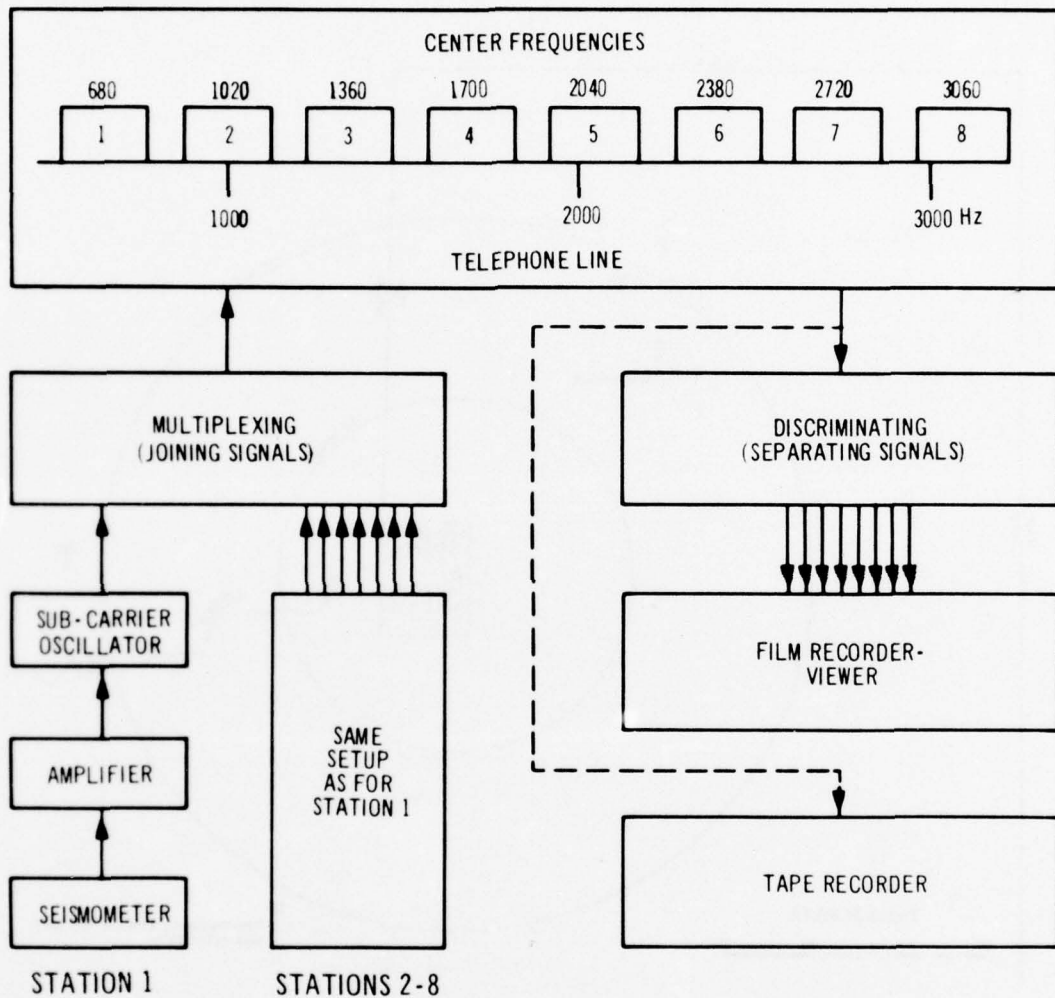 CENTER FREQUENCIES
680 1020 1360 1700 2040 2380 2720 3060
1 2 3 4 5 6 7 8
1000 2000 3000 Hz
TELEPHONE LINE
MULTIPLEXING
(JOINING SIGNALS)
DISCRIMINATING
(SEPARATING SIGNALS)
SUB-CARRIER
OSCILLATOR
AMPLIFIER
SEISMOMETER
STATION 1
SAME
SETUP
AS FOR
STATION 1
STATIONS 2-8
FILM RECORDER-
VIEWER
TAPE RECORDER